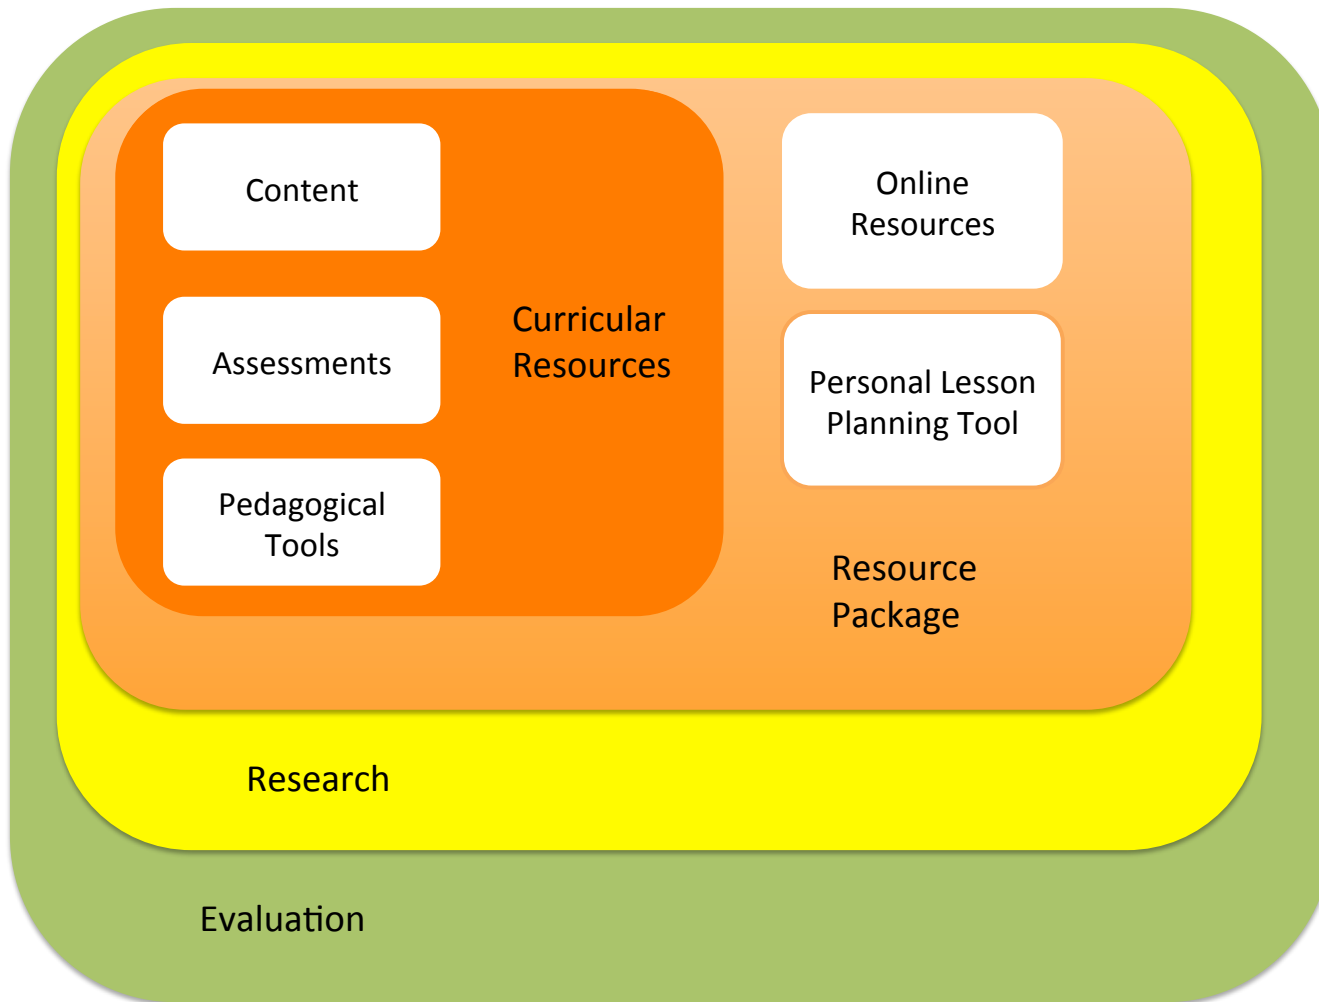 Content
Assessments
Pedagogical
Tools
Curricular
Resources
Online
Resources
Personal Lesson
Planning Tool
Resource
Package
Research
Evaluation